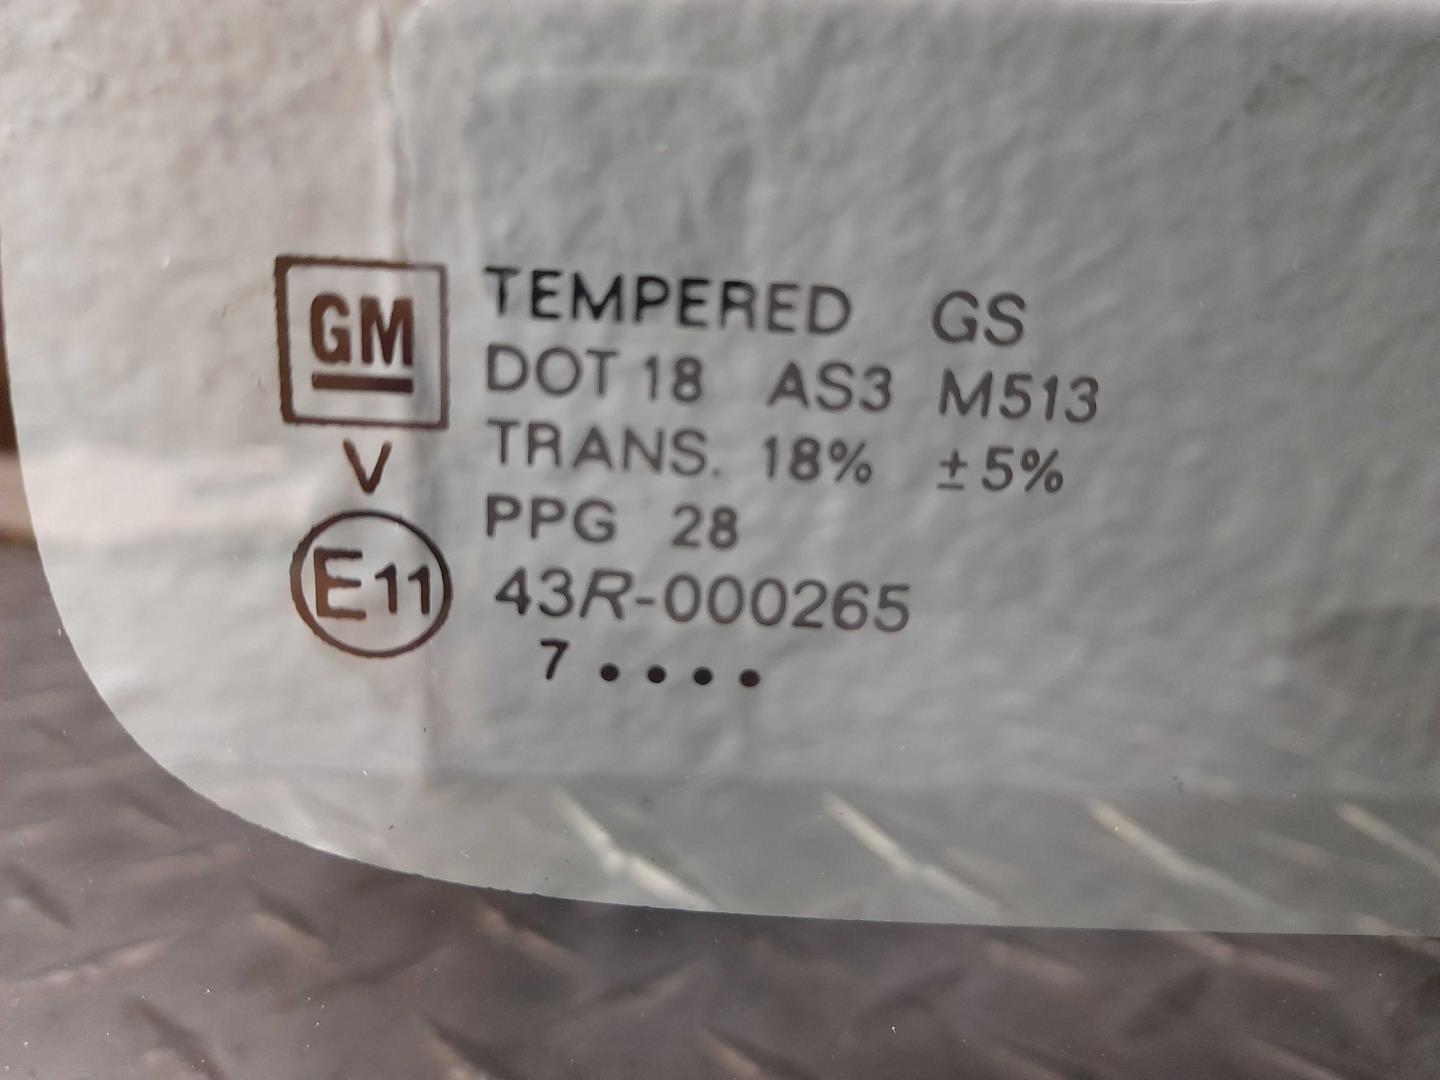 GM
TEMPERED GS
DOT 18 AS3 M513
TRANS. 18% ±5%
V
PPG 28
E11
43R-000265
7 . . . .